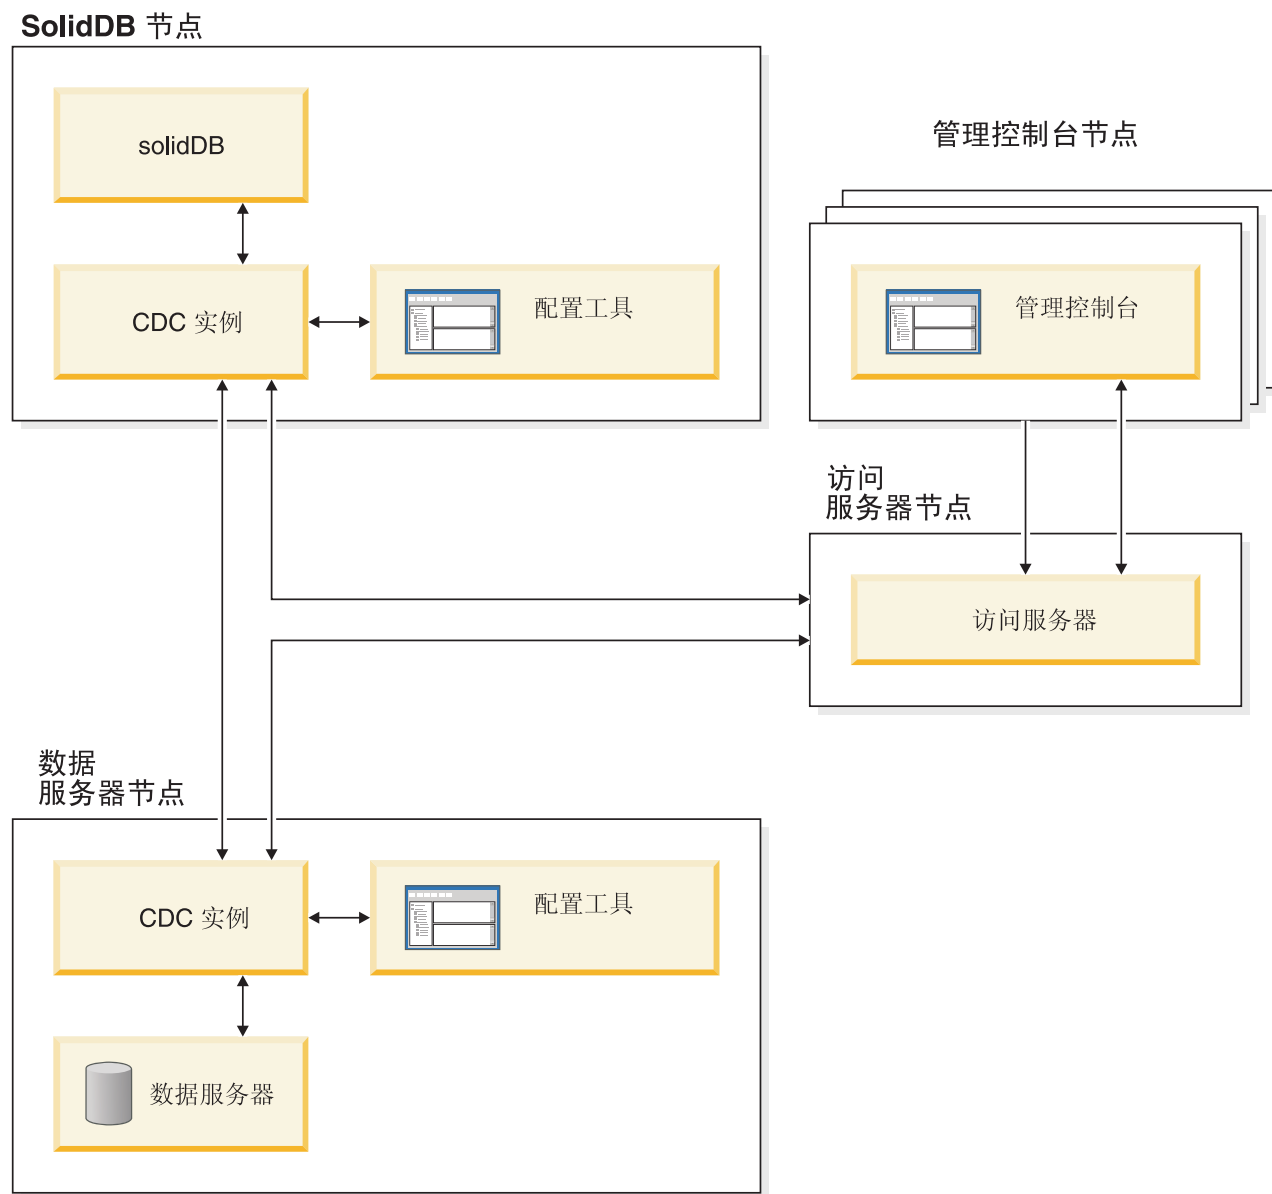 SolidDB 节点
solidDB
管理控制台节点
CDC 实例
配置工具
管理控制台
访问
服务器节点
访问服务器
数据
服务器节点
CDC 实例
配置工具
数据服务器